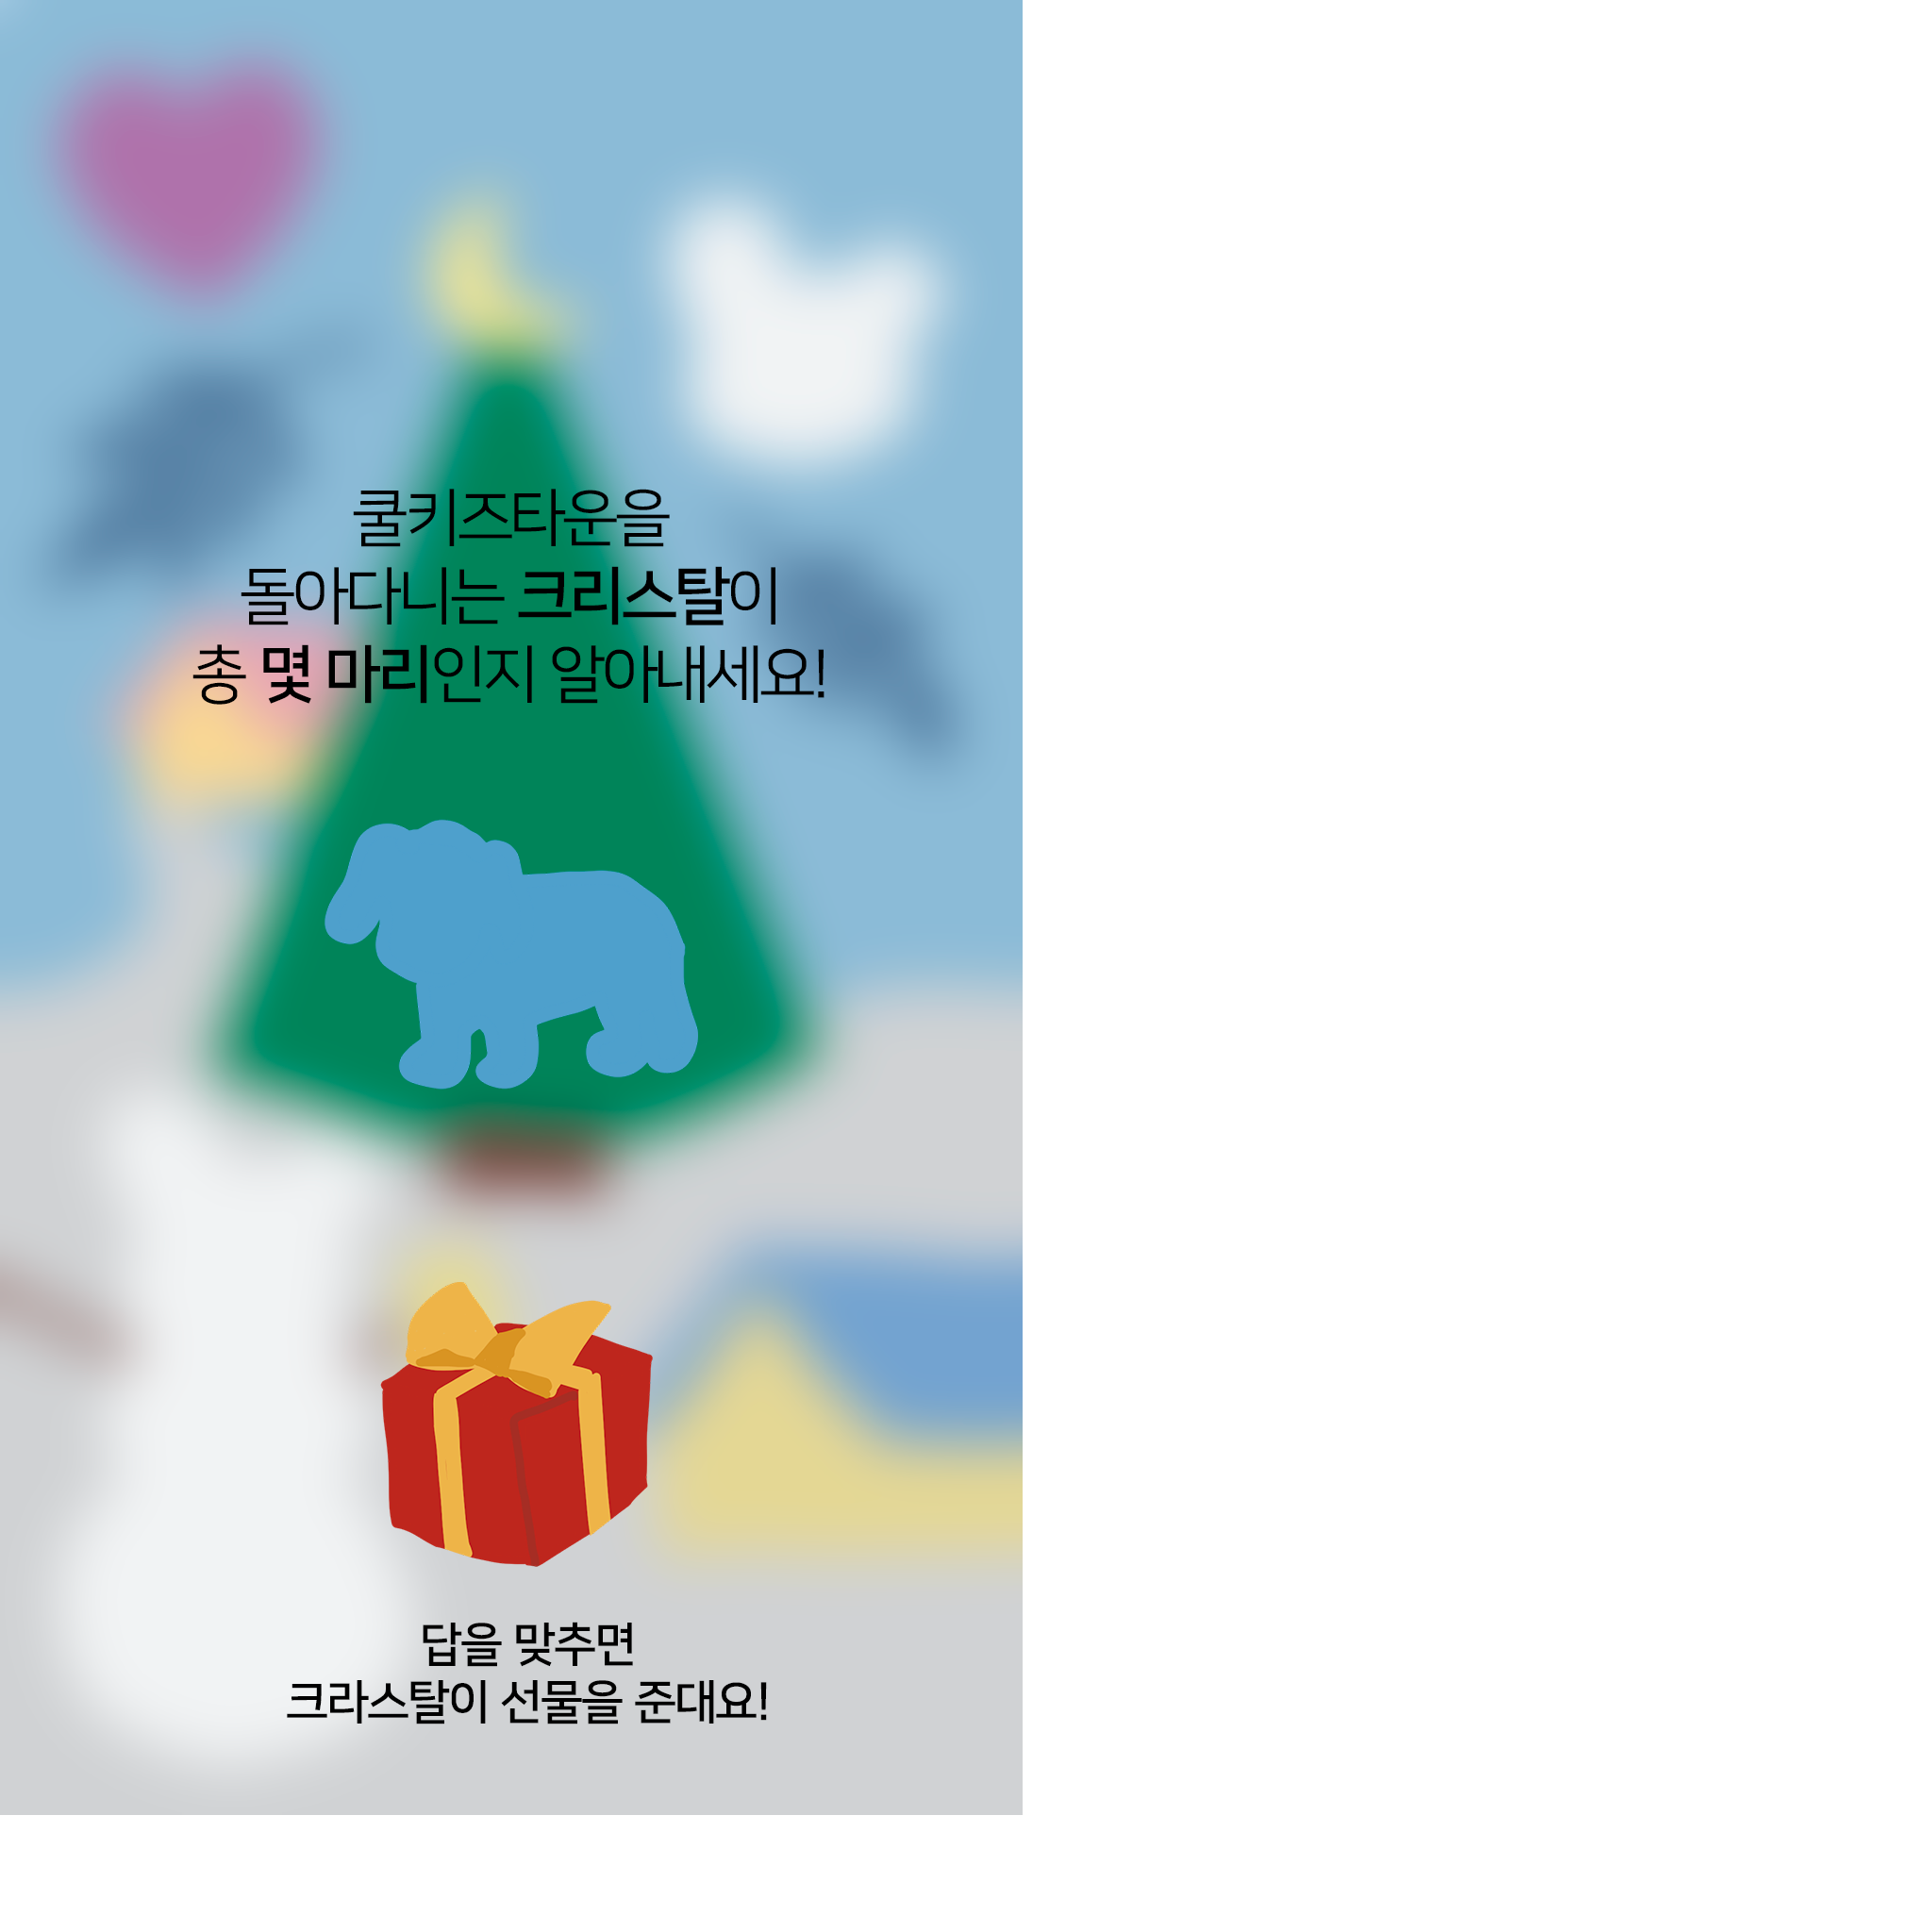 쿨키즈타운을
돌아다니는 크리스탈이
총 몇 마리인지 알아내세요!
답을 맞추면
크라스탈이 선물을 준대요!